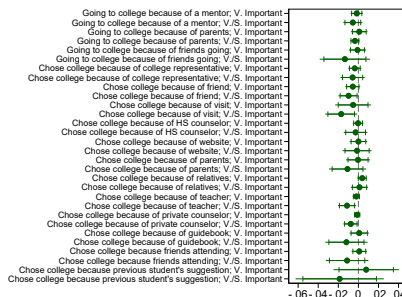 Going to college because of a mentor; V. Important
Going to college because of a mentor; V./S. Important
Going to college because of parents; V. Important
Going to college because of parents; V./S. Important
Going to college because of friends going; V. Important
Going to college because of friends going; V./S. Important
Chose college because of college representative; V. Important
Chose college because of college representative; V./S. Important
Chose college because of friend; V. Important
Chose college because of friend; V./S. Important
Chose college because of visit; V. Important
Chose college because of visit; V./S. Important
Chose college because of HS counselor; V. Important
Chose college because of HS counselor; V./S. Important
Chose college because of website; V. Important
Chose college because of website; V./S. Important
Chose college because of parents; V. Important
Chose college because of parents; V./S. Important
Chose college because of relatives; V. Important
Chose college because of relatives; V./S. Important
Chose college because of teacher; V. Important
Chose college because of teacher; V./S. Important
Chose college because of private counselor; V. Important
Chose college because of private counselor; V./S. Important
Chose college because of guidebook; V. Important
Chose college because of guidebook; V./S. Important
Chose college because friends attending; V. Important
Chose college because friends attending; V./S. Important
Chose college because previous student's suggestion; V. Important
Chose college because previous student's suggestion; V./S. Important
-.06-.04-.02 0 .02 .04